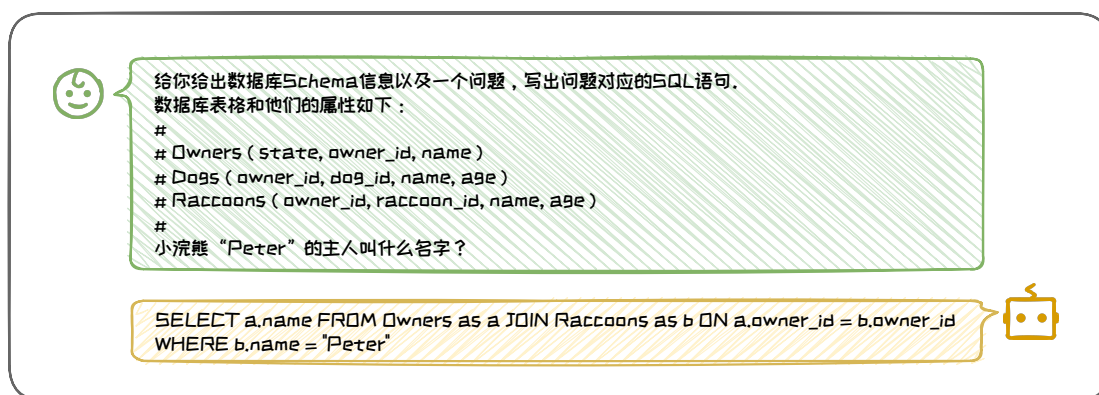 给你给出数据库Schema信息以及一个问题，写出问题对应的SQL语句.
数据库表格和他们的属性如下：
#
# Owners ( state, owner_id, name )
# Dogs ( owner_id, dog_id, name, age )
# Raccoons ( owner_id, raccoon_id, name, age )
#
小浣熊“Peter”的主人叫什么名字？
SELECT a.name FROM Owners as a JOIN Raccoons as b ON a.owner_id = b.owner_id
WHERE b.name = "Peter"